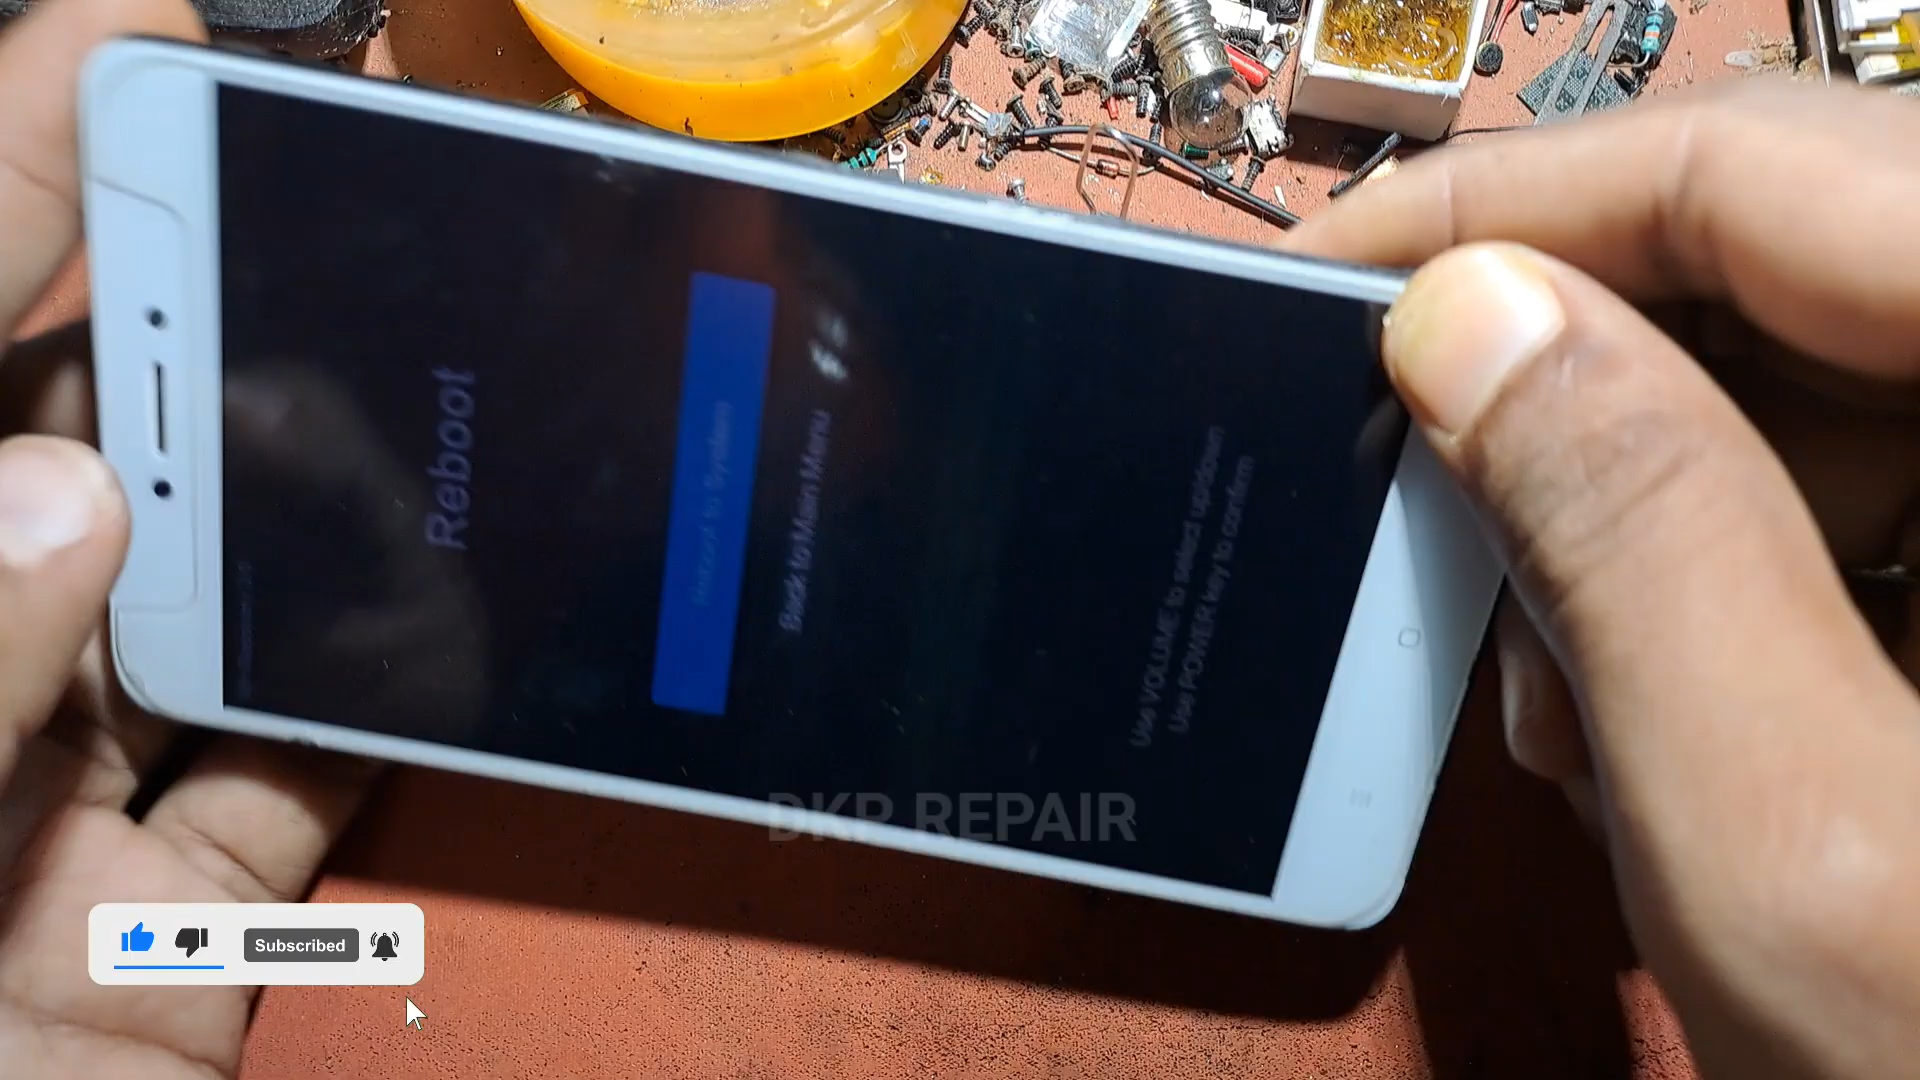 Reboot
Reboot to System
Back to Main Menu
Use VOLUME to select up/down
Use POWER key to confirm
DKP REPAIR
Subscribed